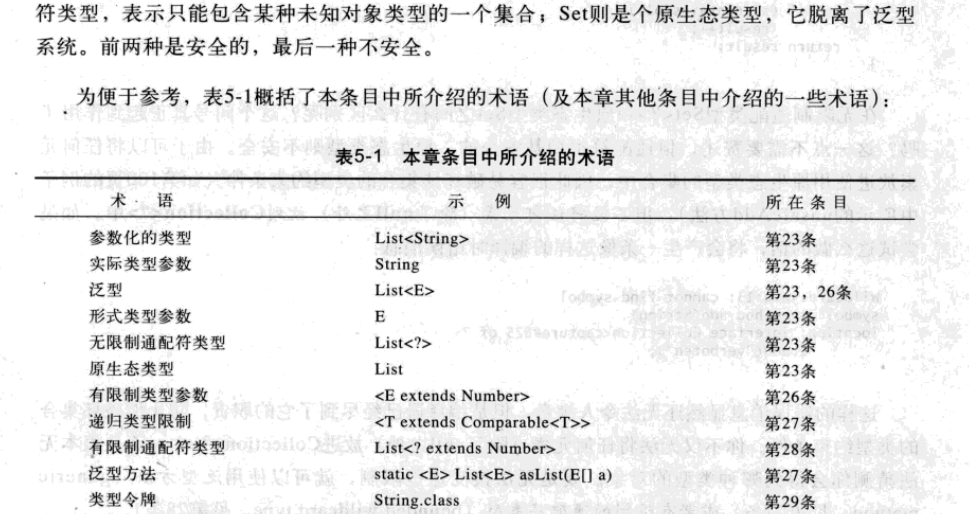 符类型，表示只能包含某种未知对象类型的一个集合；Set则是个原生态类型，它脱离了泛型
系统。前两种是安全的，最后一种不安全。
为便于参考，表5-1概括了本条目中所介绍的术语（及本章其他条目中介绍的一些术语）：
表5-1 本章条目中所介绍的术语
术 语 示 例 所在条目
参数化的类型 List<String> 第23条
实际类型参数 String 第23条
泛型 List<E> 第23，26条
形式类型参数 E 第23条
无限制通配符类型 List<?> 第23条
原生态类型 List 第23条
有限制类型参数 <E extends Number> 第26条
递归类型限制 <T extends Comparable<T>> 第27条
有限制通配符类型 List<? extends Number> 第28条
泛型方法 static <E> List<E> asList(E[] a) 第27条
类型令牌 String.class 第29条